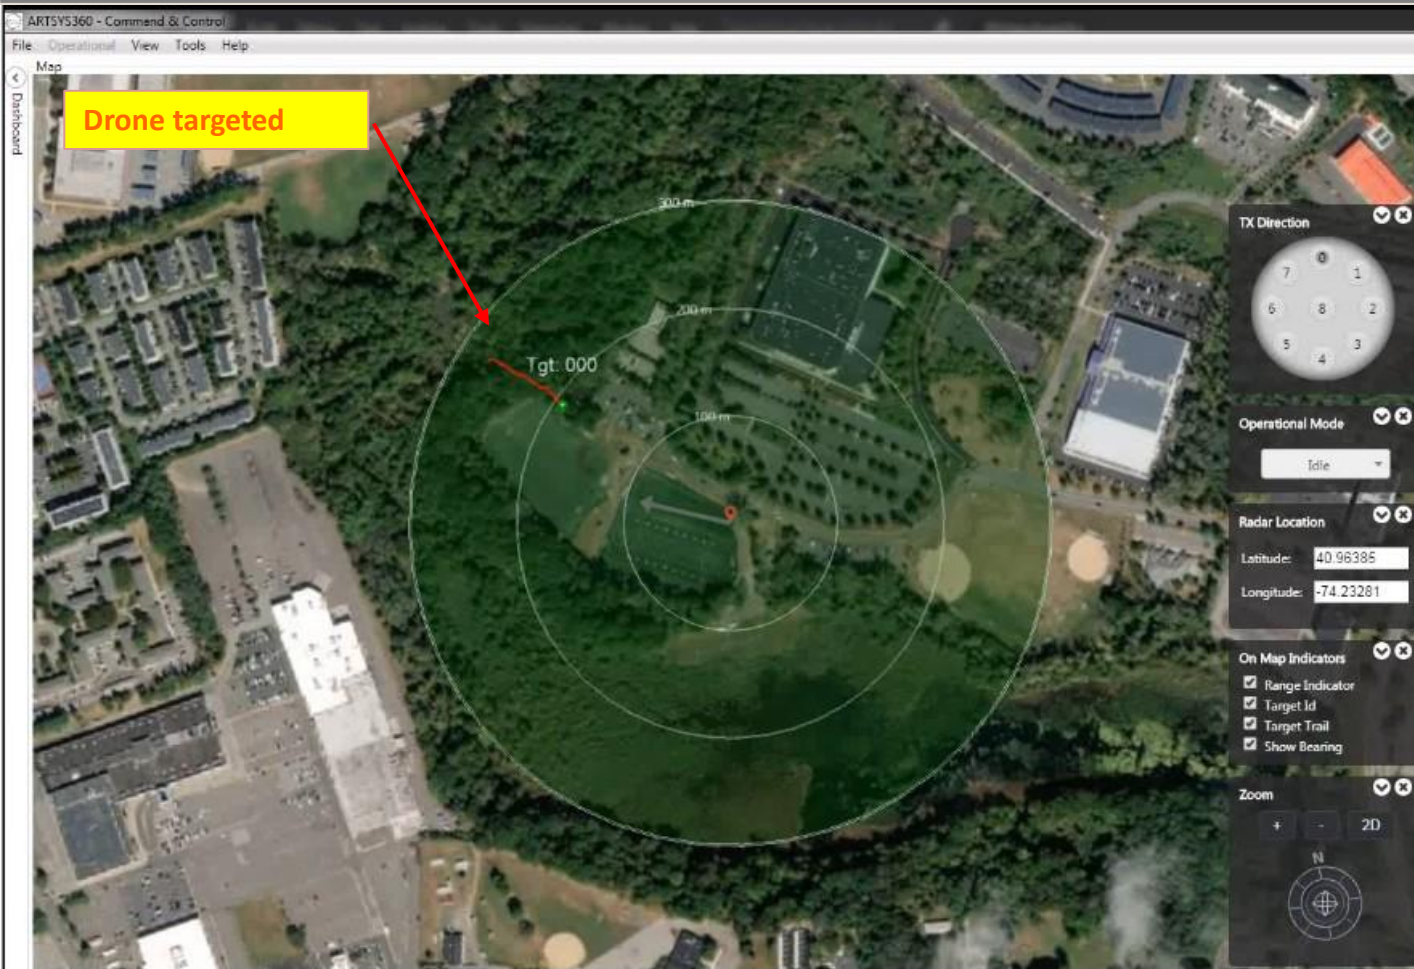 ARTSYS360 - Command & Control
File Operational View Tools Help
Map
Dashboard
Drone targeted
300 m
200 m
100 m
Tgt: 000
TX Direction
0
7 1
6 8 2
5 3
4
Operational Mode
Idle
Radar Location
Latitude: 40.96385
Longitude: -74.23281
On Map Indicators
Range Indicator
Target Id
Target Trail
Show Bearing
Zoom
+ - 2D
N